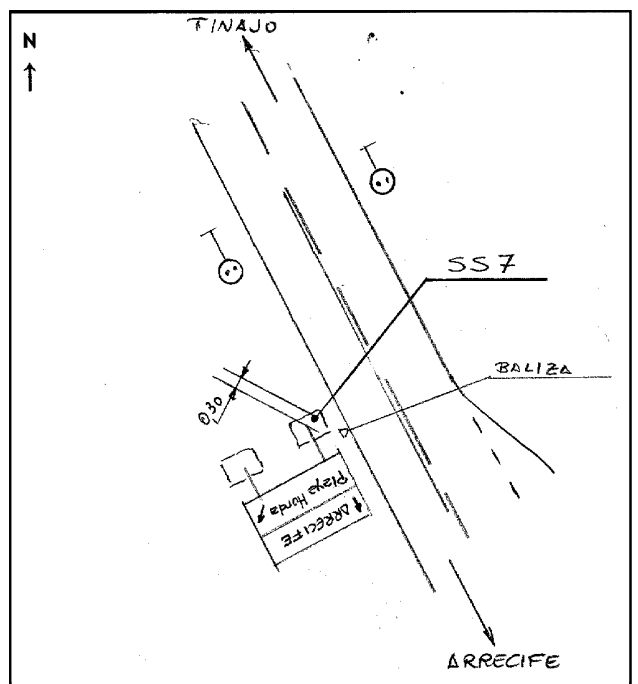 TINAJO
N
SS7
BALIZA
0,30
Playa Honda
ARRECIFE
ARRECIFE